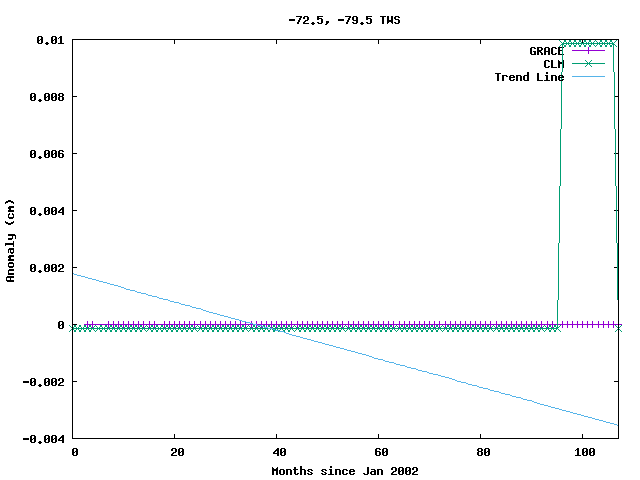 -72.5, -79.5 TWS
0.01
0.008
0.006
0.004
0.002
0
-0.002
-0.004
Anomaly (cm)
GRACE
CLM
Trend Line
0 20 40 60 80 100
Months since Jan 2002